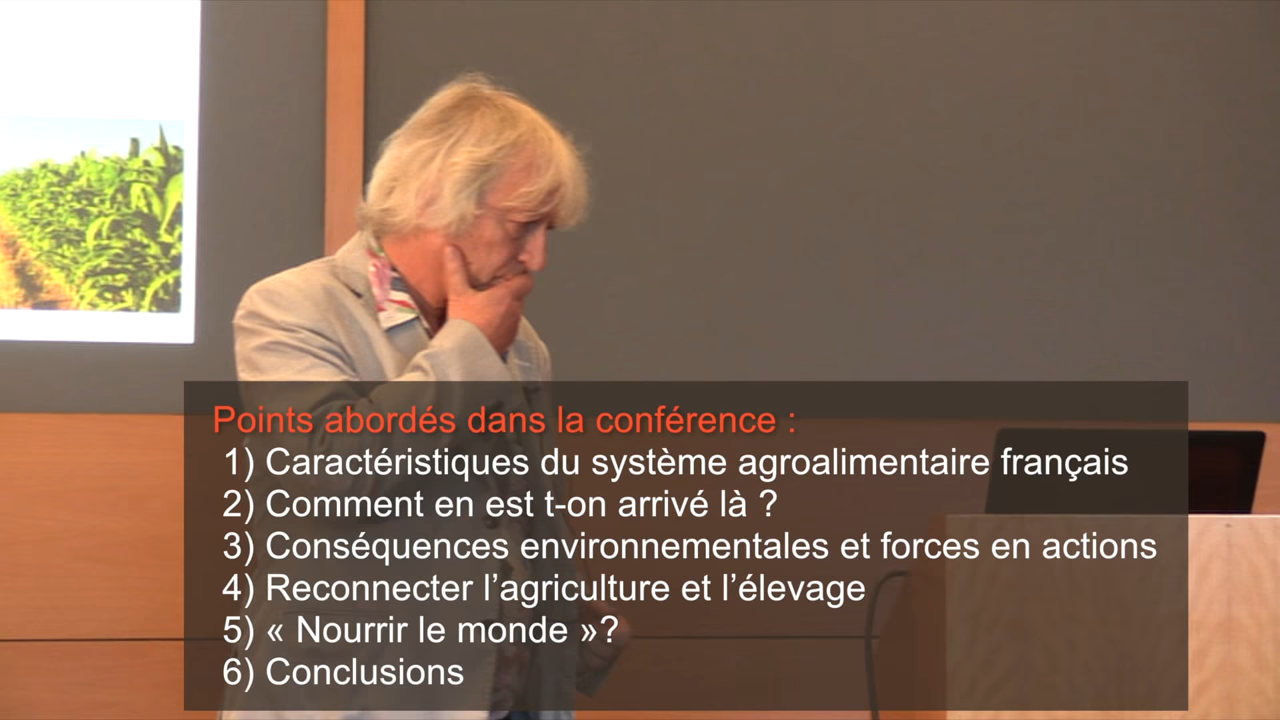 Points abordés dans la conférence :
1) Caractéristiques du système agroalimentaire français
2) Comment en est t-on arrivé là ?
3) Conséquences environnementales et forces en actions
4) Reconnecter l’agriculture et l’élevage
5) « Nourrir le monde »?
6) Conclusions